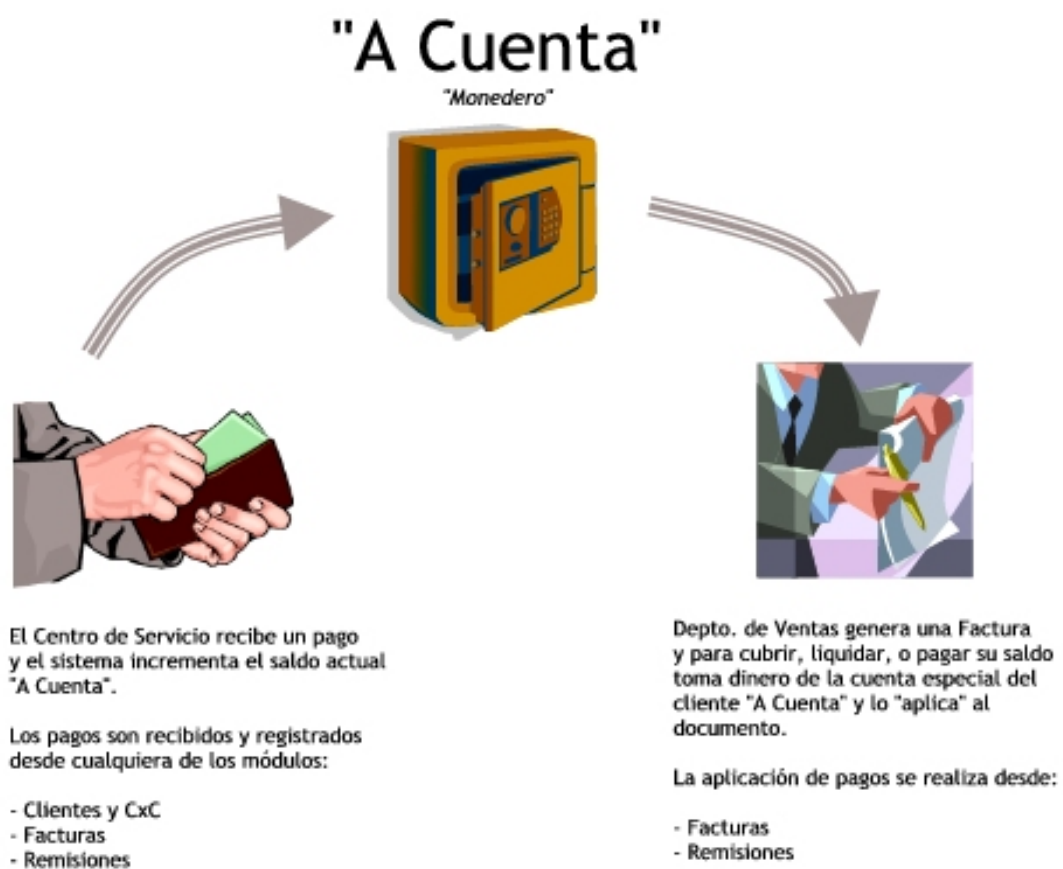 "A Cuenta"
"Monedero"
El Centro de Servicio recibe un pago
y el sistema incrementa el saldo actual
"A Cuenta".
Los pagos son recibidos y registrados
desde cualquiera de los módulos:
- Clientes y CxC
- Facturas
- Remisiones
Depto. de Ventas genera una Factura
y para cubrir, liquidar, o pagar su saldo
toma dinero de la cuenta especial del
cliente "A Cuenta" y lo "aplica" al
documento.
La aplicación de pagos se realiza desde:
- Facturas
- Remisiones